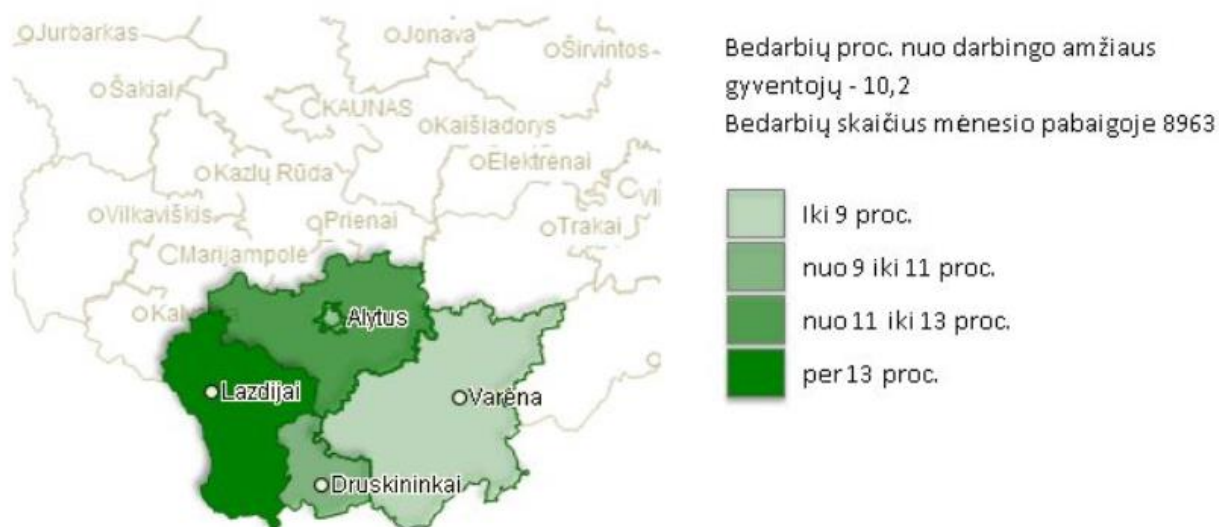 Jurbarkas
Jonava
Širvintos
Šakiai
KAUNAS
Kaišiadorys
Elektrėnai
Kazlų Rūda
Vilkaviškis
Prienai
Trakai
Marijampolė
Alytus
Lazdijai
Varėna
Druskininkai
Bedarbių proc. nuo darbingo amžiaus
gyventojų - 10,2
Bedarbių skaičius mėnesio pabaigoje 8963
Iki 9 proc.
nuo 9 iki 11 proc.
nuo 11 iki 13 proc.
per 13 proc.